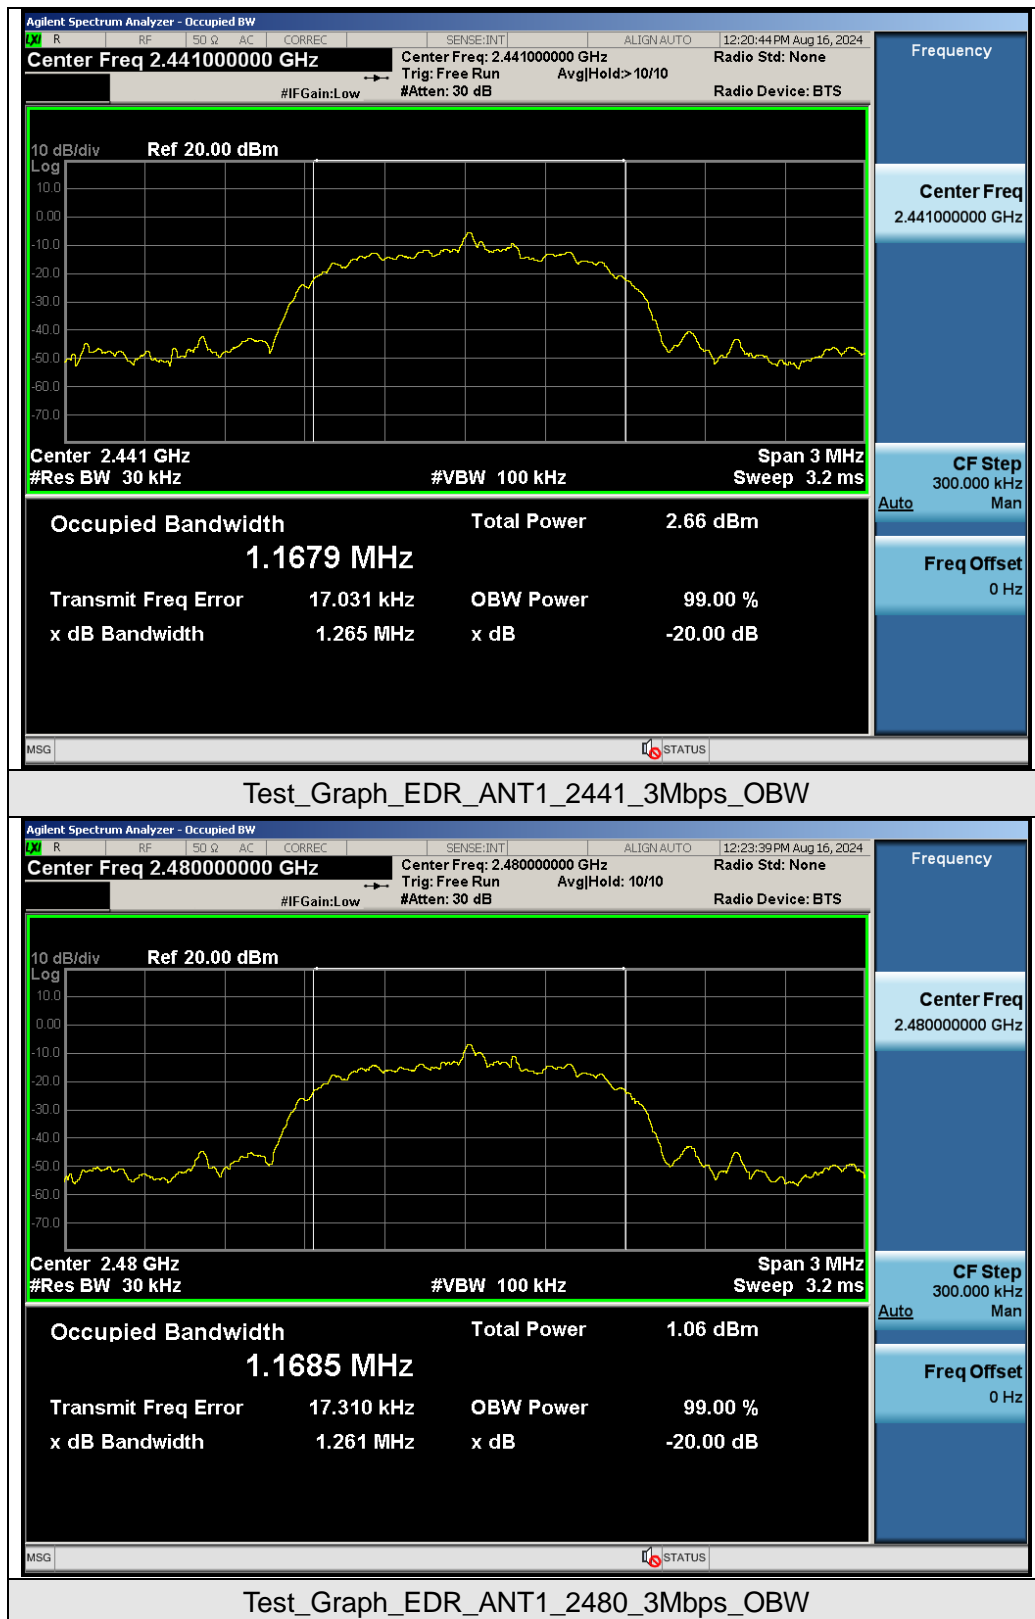 Agilent Spectrum Analyzer - Occupied BW
LXI R RF 50 Ω AC CORREC SENSE:INT ALIGN AUTO 12:20:44 PM Aug 16, 2024
Center Freq 2.441000000 GHz
Center Freq: 2.441000000 GHz Radio Std: None
Trig: Free Run Avg|Hold:> 10/10
#IFGain:Low #Atten: 30 dB Radio Device: BTS
Frequency
10 dB/div Ref 20.00 dBm
Log
10.0
0.00
-10.0
-20.0
-30.0
-40.0
-50.0
-60.0
-70.0
Center 2.441 GHz Span 3 MHz
#Res BW 30 kHz #VBW 100 kHz Sweep 3.2 ms
Center Freq
2.441000000 GHz
CF Step
300.000 kHz
Auto Man
Freq Offset
0 Hz
Occupied Bandwidth Total Power 2.66 dBm
1.1679 MHz
Transmit Freq Error 17.031 kHz OBW Power 99.00 %
x dB Bandwidth 1.265 MHz x dB -20.00 dB
MSG STATUS
Test_Graph_EDR_ANT1_2441_3Mbps_OBW
Agilent Spectrum Analyzer - Occupied BW
LXI R RF 50 Ω AC CORREC SENSE:INT ALIGN AUTO 12:23:39 PM Aug 16, 2024
Center Freq 2.480000000 GHz
Center Freq: 2.480000000 GHz Radio Std: None
Trig: Free Run Avg|Hold: 10/10
#IFGain:Low #Atten: 30 dB Radio Device: BTS
Frequency
10 dB/div Ref 20.00 dBm
Log
10.0
0.00
-10.0
-20.0
-30.0
-40.0
-50.0
-60.0
-70.0
Center 2.48 GHz Span 3 MHz
#Res BW 30 kHz #VBW 100 kHz Sweep 3.2 ms
Center Freq
2.480000000 GHz
CF Step
300.000 kHz
Auto Man
Freq Offset
0 Hz
Occupied Bandwidth Total Power 1.06 dBm
1.1685 MHz
Transmit Freq Error 17.310 kHz OBW Power 99.00 %
x dB Bandwidth 1.261 MHz x dB -20.00 dB
MSG STATUS
Test_Graph_EDR_ANT1_2480_3Mbps_OBW